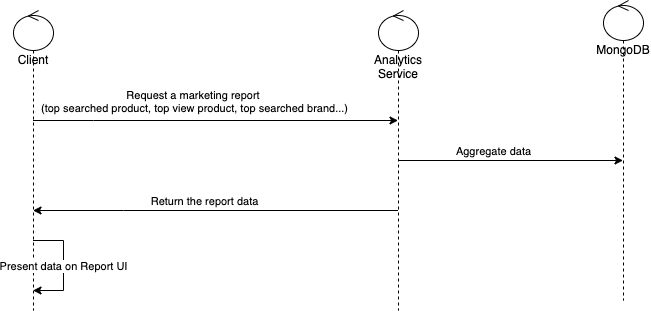 Client
Analytics
Service
MongoDB
Request a marketing report
(top searched product, top view product, top searched brand...)
Aggregate data
Return the report data
Present data on Report UI